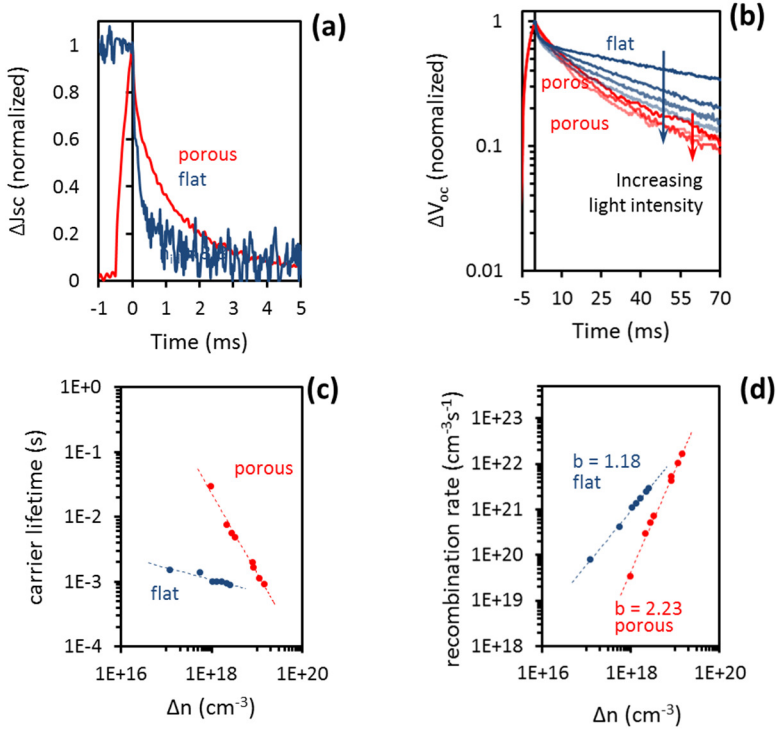 (a)
ΔJsc (normalized)
1
0.8
0.6
0.4
0.2
0
porous
flat
-1 0 1 2 3 4 5
Time (ms)
(b)
ΔVoc (noomalized)
1
0.1
0.01
flat
poros
porous
Increasing
light intensity
-5 10 25 40 55 70
Time (ms)
(c)
carrier lifetime (s)
1E+0
1E-1
1E-2
1E-3
1E-4
porous
flat
1E+16 1E+18 1E+20
Δn (cm-3)
(d)
recombination rate (cm-3s-1)
1E+23
1E+22
1E+21
1E+20
1E+19
1E+18
b = 1.18
flat
b = 2.23
porous
1E+16 1E+18 1E+20
Δn (cm-3)